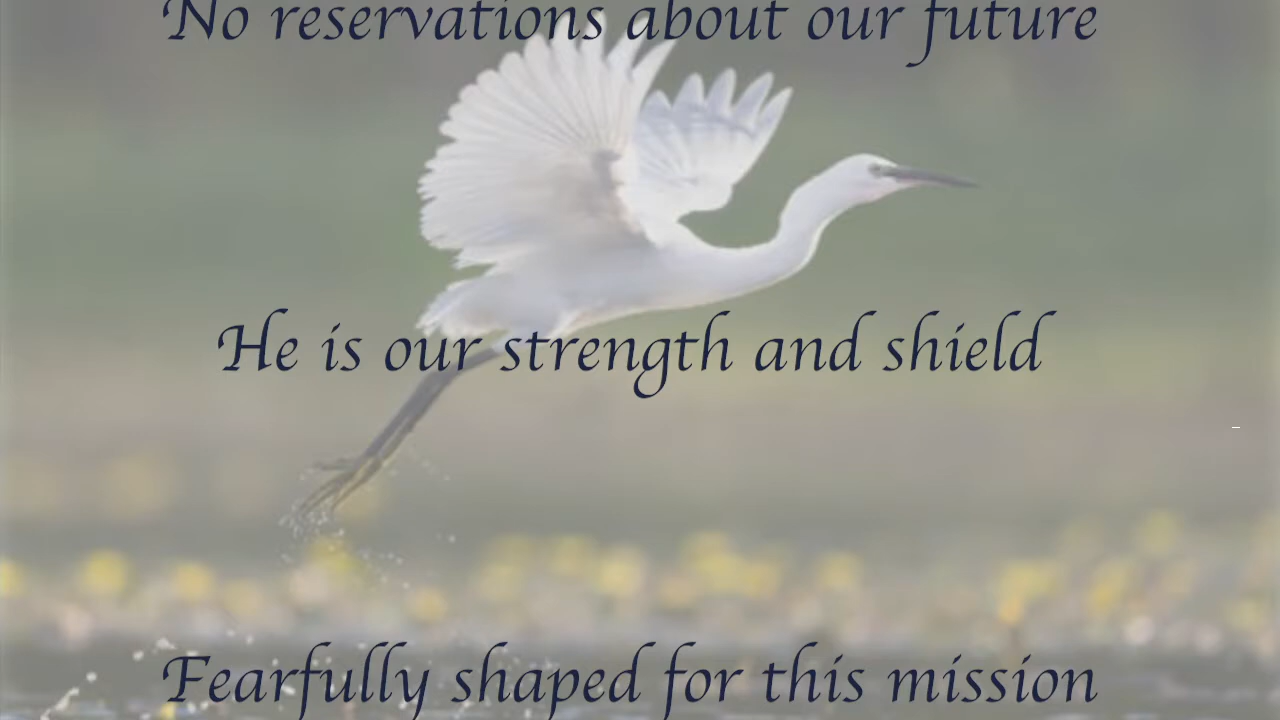 No reservations about our future
He is our strength and shield
Fearfully shaped for this mission